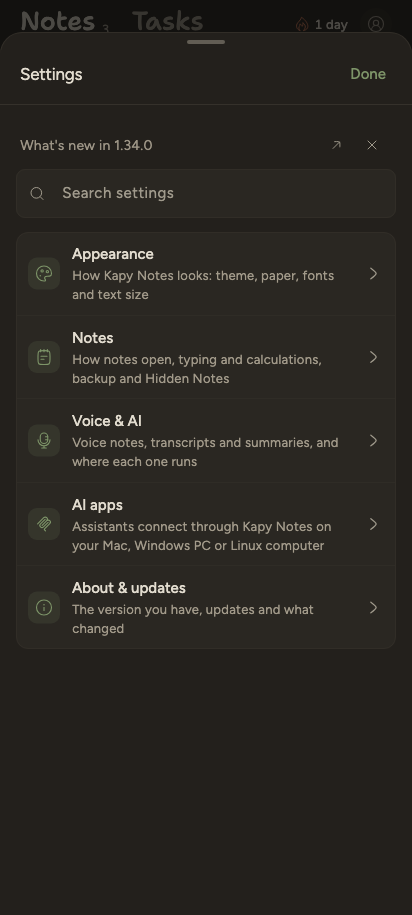 Notes 3 Tasks 1 day
Settings Done
What's new in 1.34.0
Search settings
Appearance
How Kapy Notes looks: theme, paper, fonts
and text size
Notes
How notes open, typing and calculations,
backup and Hidden Notes
Voice & AI
Voice notes, transcripts and summaries, and
where each one runs
AI apps
Assistants connect through Kapy Notes on
your Mac, Windows PC or Linux computer
About & updates
The version you have, updates and what
changed